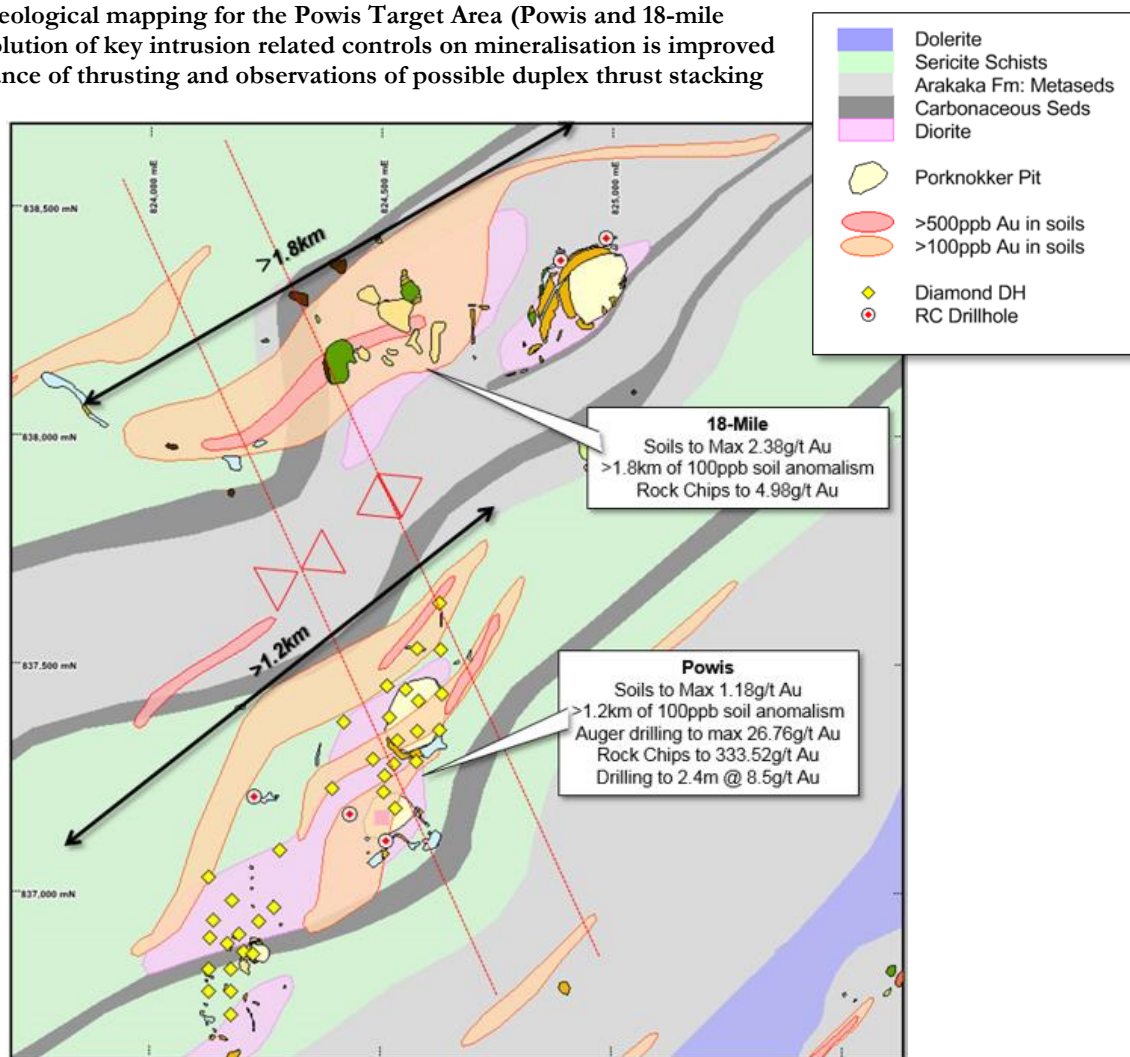 eological mapping for the Powis Target Area (Powis and 18-mile
olution of key intrusion related controls on mineralisation is improved
ance of thrusting and observations of possible duplex thrust stacking
Dolerite
Sericite Schists
Arakaka Fm: Metaseds
Carbonaceous Seds
Diorite
Porknokker Pit
>500ppb Au in soils
>100ppb Au in soils
Diamond DH
RC Drillhole
824,000 mE
824,500 mE
825,000 mE
838,500 mN
>1.8km
838,000 mN
18-Mile
Soils to Max 2.38g/t Au
>1.8km of 100ppb soil anomalism
Rock Chips to 4.98g/t Au
837,500 mN
>1.2km
Powis
Soils to Max 1.18g/t Au
>1.2km of 100ppb soil anomalism
Auger drilling to max 26.76g/t Au
Rock Chips to 333.52g/t Au
Drilling to 2.4m @ 8.5g/t Au
837,000 mN